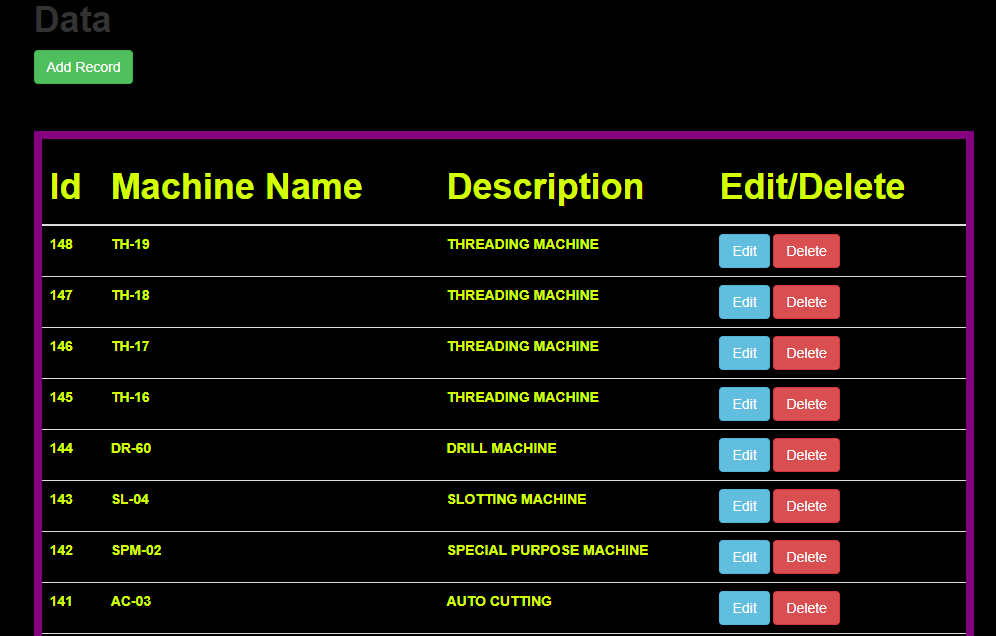 Data
Add Record
Id Machine Name Description Edit/Delete
148 TH-19 THREADING MACHINE Edit Delete
147 TH-18 THREADING MACHINE Edit Delete
146 TH-17 THREADING MACHINE Edit Delete
145 TH-16 THREADING MACHINE Edit Delete
144 DR-60 DRILL MACHINE Edit Delete
143 SL-04 SLOTTING MACHINE Edit Delete
142 SPM-02 SPECIAL PURPOSE MACHINE Edit Delete
141 AC-03 AUTO CUTTING Edit Delete